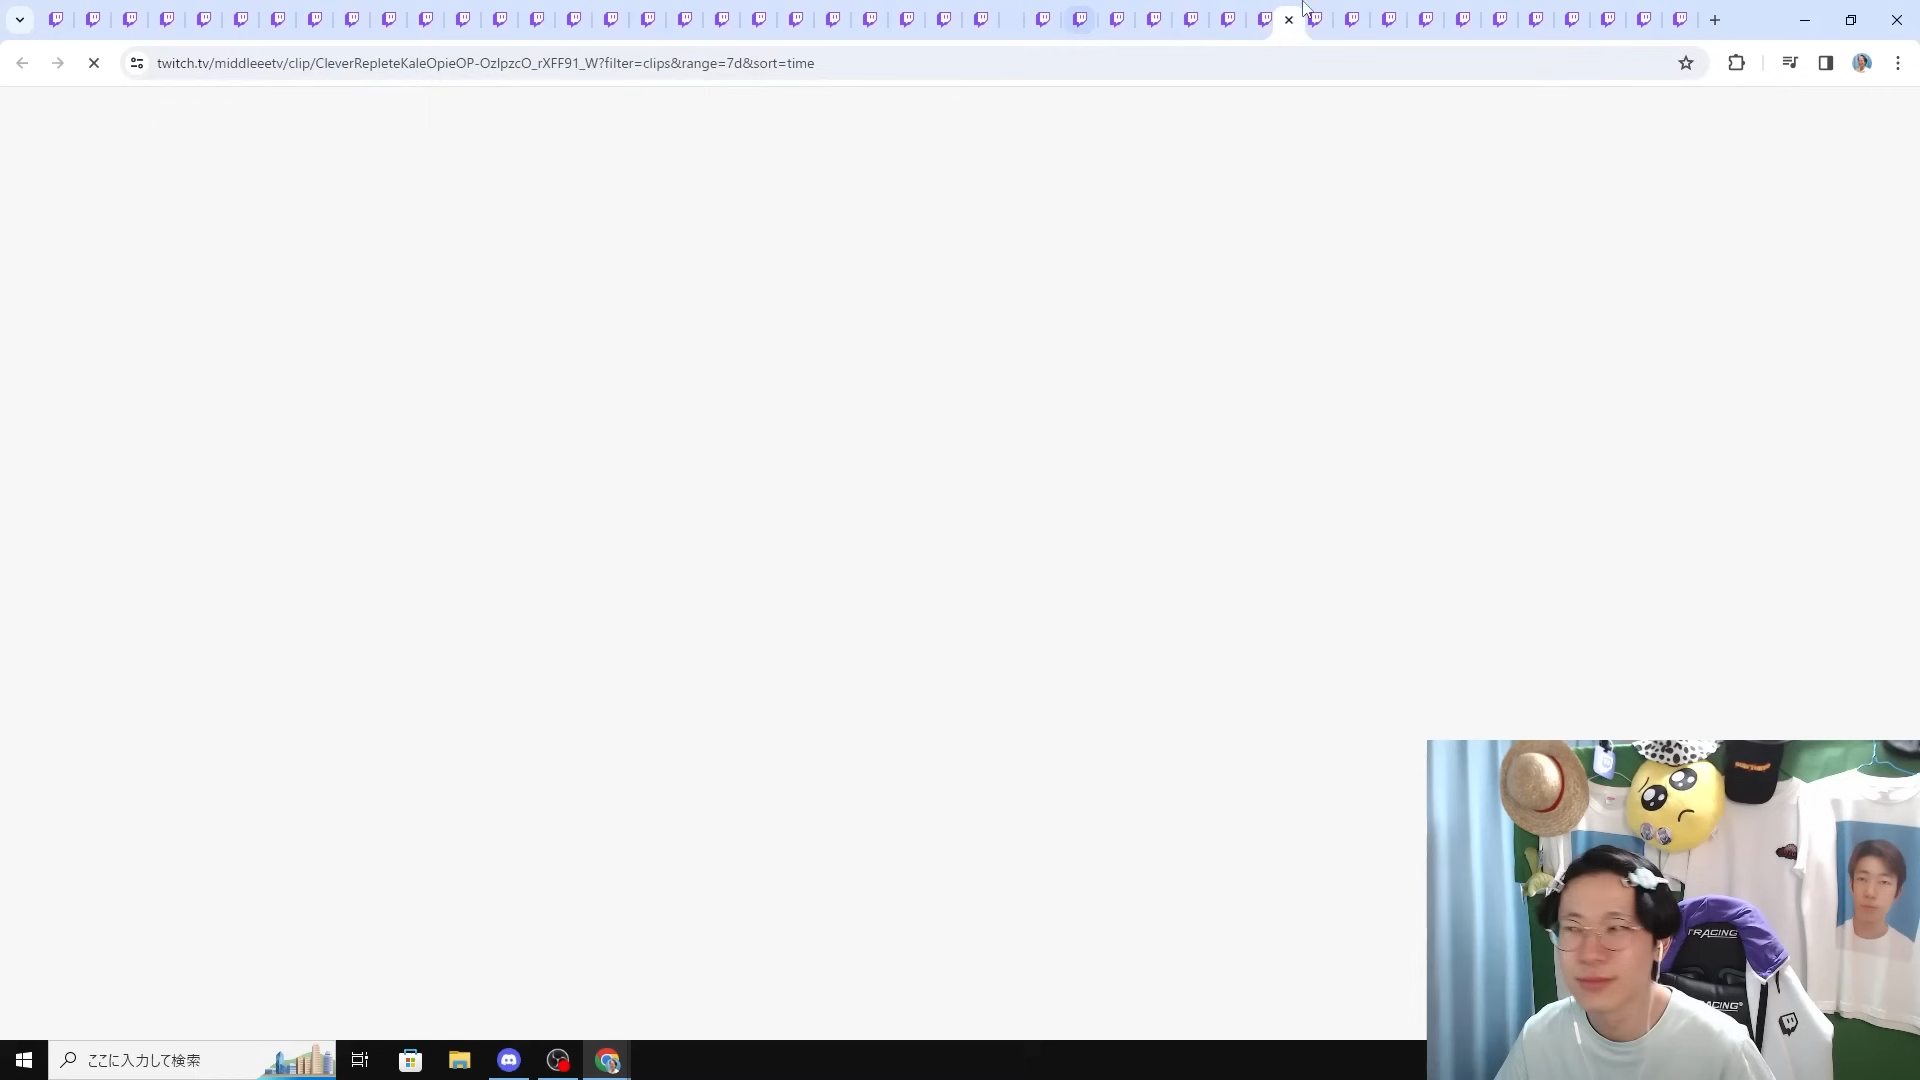 twitch.tv/middleeetv/clip/CleverRepleteKaleOpieOP-OzlpzcO_rXFF91_W?filter=clips&range=7d&sort=time
TRACING
ここに入力して検索